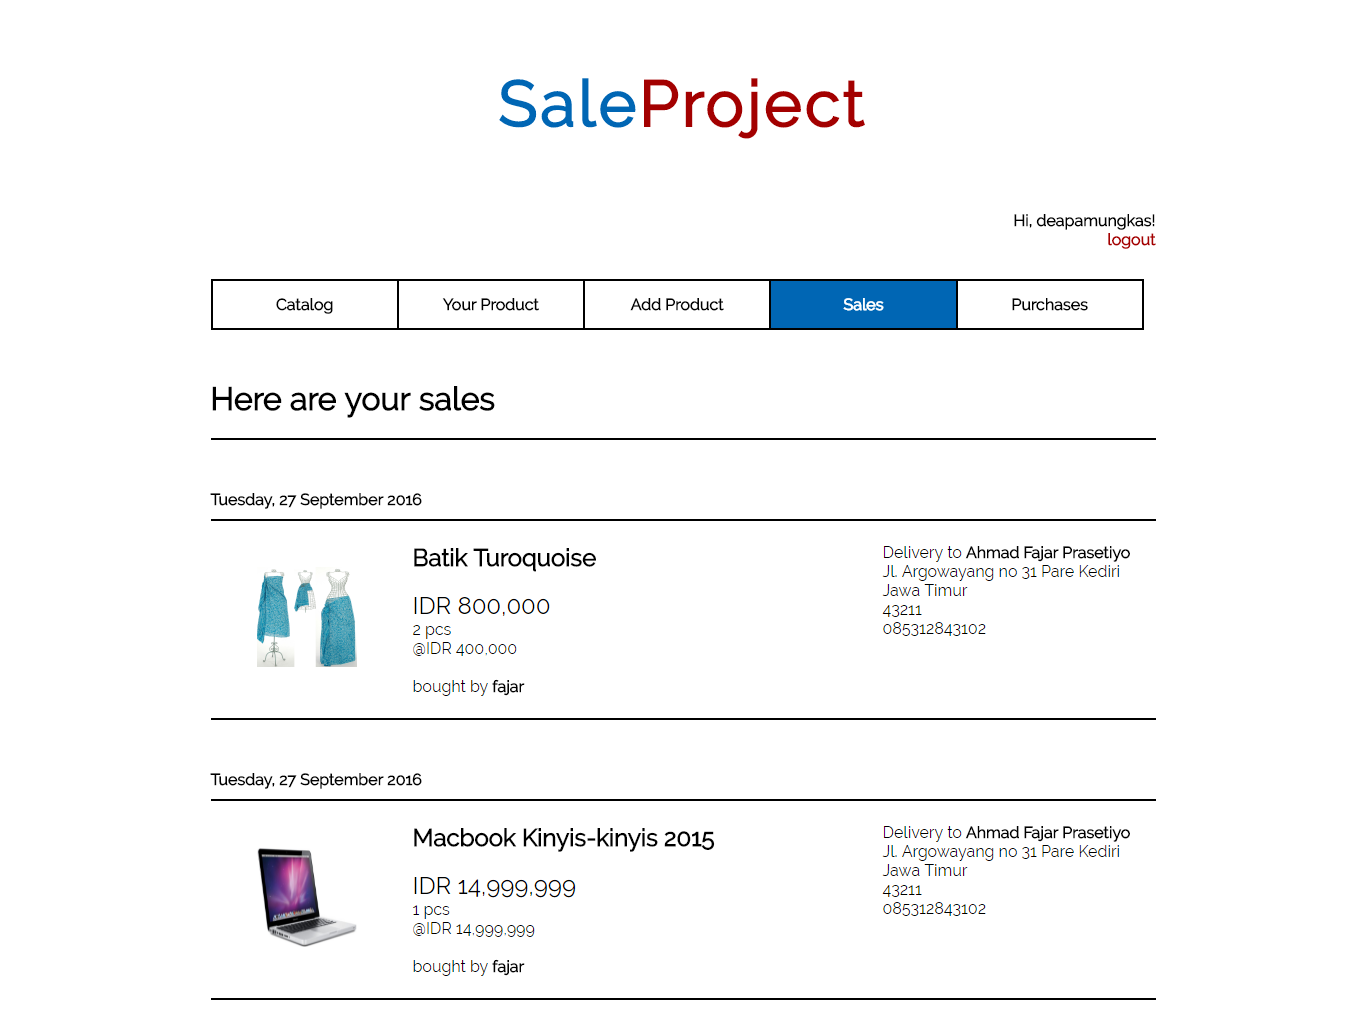 SaleProject
Hi, deapamungkas!
logout
Catalog Your Product Add Product Sales Purchases
Here are your sales
Tuesday, 27 September 2016
Batik Turoquoise
IDR 800,000
2 pcs
@IDR 400,000
bought by fajar
Delivery to Ahmad Fajar Prasetiyo
Jl. Argowayang no 31 Pare Kediri
Jawa Timur
43211
085312843102
Tuesday, 27 September 2016
Macbook Kinyis-kinyis 2015
IDR 14,999,999
1 pcs
@IDR 14,999,999
bought by fajar
Delivery to Ahmad Fajar Prasetiyo
Jl. Argowayang no 31 Pare Kediri
Jawa Timur
43211
085312843102